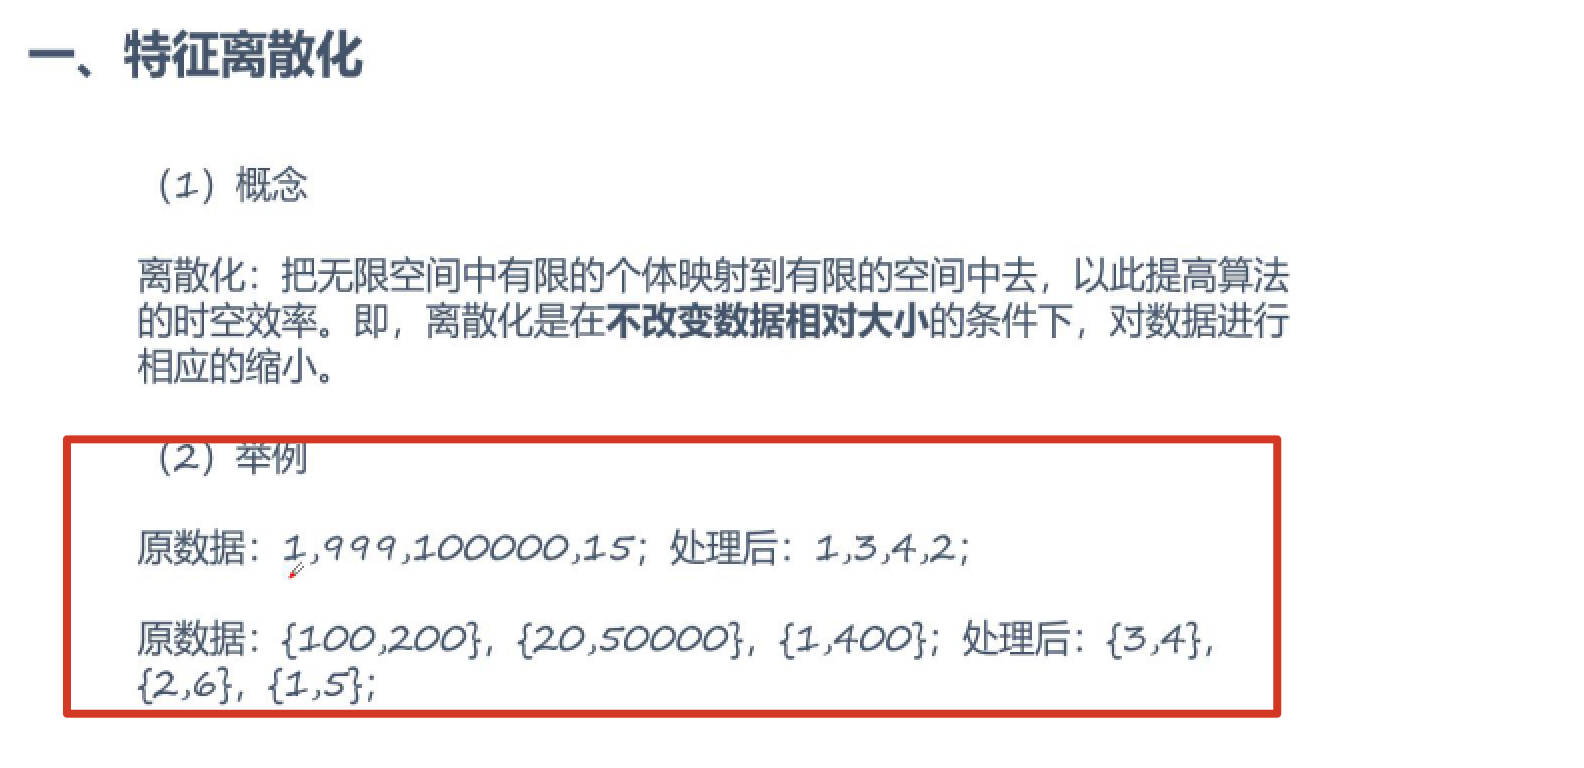 一、特征离散化
（1）概念
离散化：把无限空间中有限的个体映射到有限的空间中去，以此提高算法
的时空效率。即，离散化是在不改变数据相对大小的条件下，对数据进行
相应的缩小。
（2）举例
原数据：1,999,100000,15；处理后：1,3,4,2；
原数据：{100,200}，{20,50000}，{1,400}；处理后：{3,4}，
{2,6}，{1,5}；